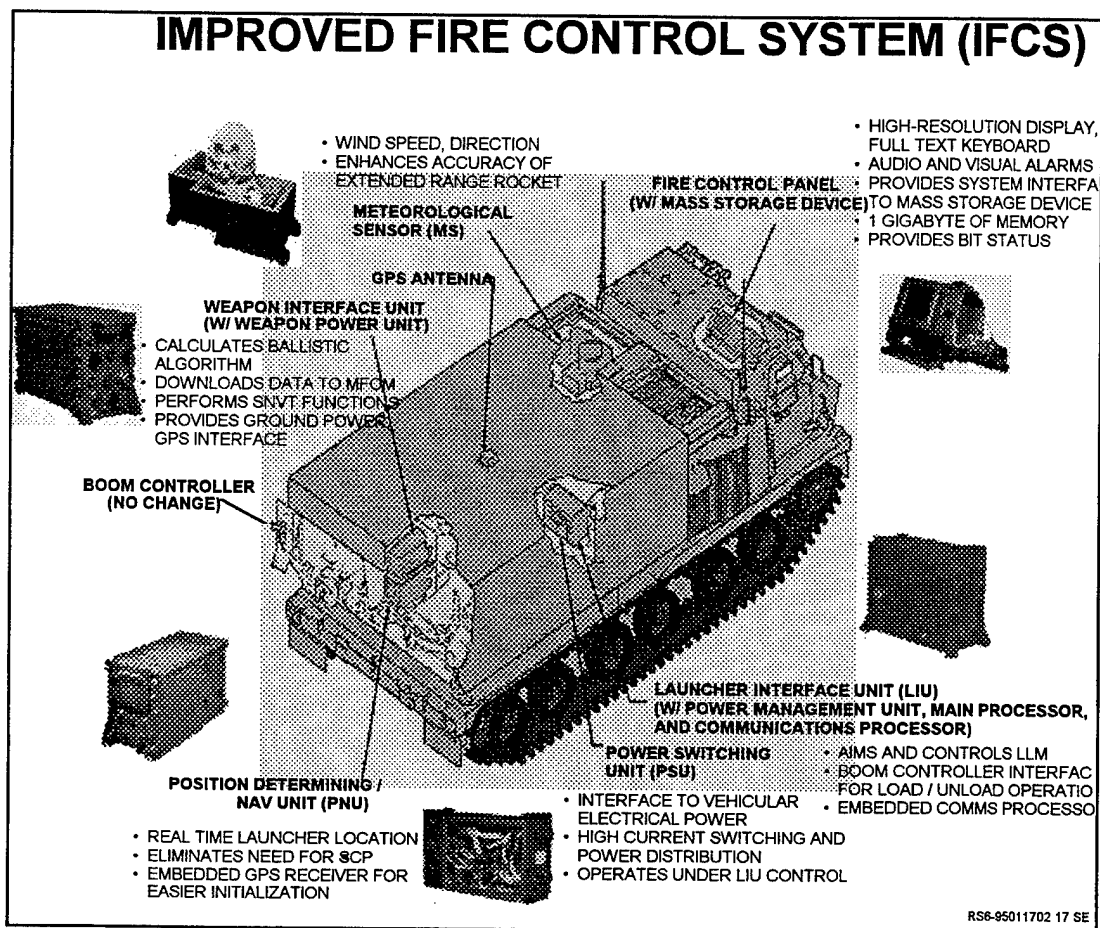 IMPROVED FIRE CONTROL SYSTEM (IFCS)
• WIND SPEED, DIRECTION
• ENHANCES ACCURACY OF
EXTENDED RANGE ROCKET
METEOROLOGICAL
SENSOR (MS)
GPS ANTENNA
WEAPON INTERFACE UNIT
(W/ WEAPON POWER UNIT)
• CALCULATES BALLISTIC
ALGORITHM
• DOWNLOADS DATA TO MFOM
• PERFORMS SNVT FUNCTIONS
• PROVIDES GROUND POWER,
GPS INTERFACE
BOOM CONTROLLER
(NO CHANGE)
FIRE CONTROL PANEL
(W/ MASS STORAGE DEVICE)
• HIGH-RESOLUTION DISPLAY,
FULL TEXT KEYBOARD
• AUDIO AND VISUAL ALARMS
• PROVIDES SYSTEM INTERFA
TO MASS STORAGE DEVICE
• 1 GIGABYTE OF MEMORY
• PROVIDES BIT STATUS
POSITION DETERMINING /
NAV UNIT (PNU)
• REAL TIME LAUNCHER LOCATION
• ELIMINATES NEED FOR SCP
• EMBEDDED GPS RECEIVER FOR
EASIER INITIALIZATION
POWER SWITCHING
UNIT (PSU)
• INTERFACE TO VEHICULAR
ELECTRICAL POWER
• HIGH CURRENT SWITCHING AND
POWER DISTRIBUTION
• OPERATES UNDER LIU CONTROL
LAUNCHER INTERFACE UNIT (LIU)
(W/ POWER MANAGEMENT UNIT, MAIN PROCESSOR,
AND COMMUNICATIONS PROCESSOR)
• AIMS AND CONTROLS LLM
• BOOM CONTROLLER INTERFAC
FOR LOAD / UNLOAD OPERATIO
• EMBEDDED COMMS PROCESSO
RS6-95011702 17 SE